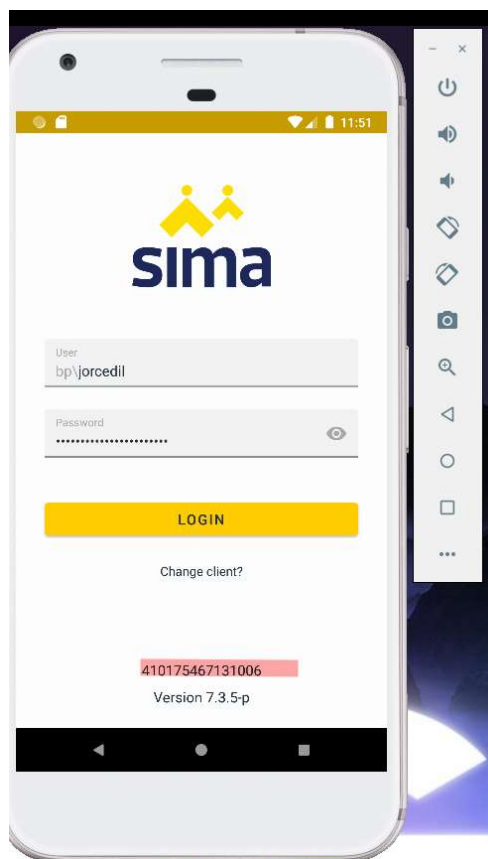 11:51
sima
User
bp\jorcedil
Password
•••••••••••••••••••••••
LOGIN
Change client?
410175467131006
Version 7.3.5-p